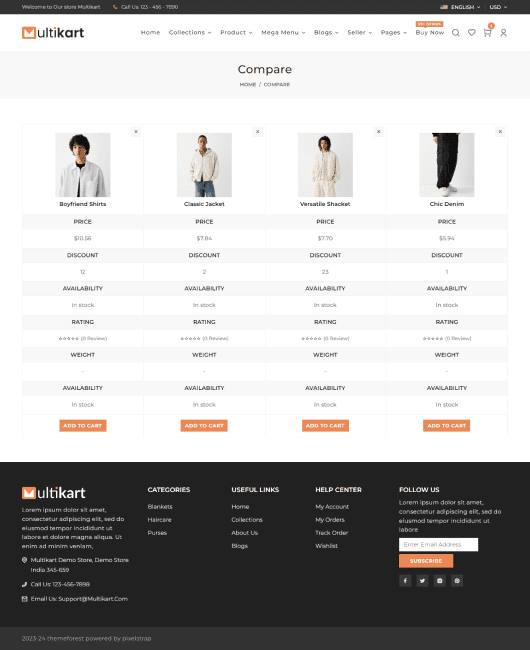 Welcome to Our store Multikart
Call Us: 123 - 456 - 7890
ENGLISH
USD
Multikart
Home
Collections
Product
Mega Menu
Blogs
Seller
Pages
Buy Now
Compare
HOME / COMPARE
Boyfriend Shirts Classic Jacket Versatile Shacket Chic Denim
PRICE PRICE PRICE PRICE
$10.56 $7.84 $7.70 $5.94
DISCOUNT DISCOUNT DISCOUNT DISCOUNT
12 2 23 1
AVAILABILITY AVAILABILITY AVAILABILITY AVAILABILITY
In stock In stock In stock In stock
RATING RATING RATING RATING
(0 Review) (0 Review) (0 Review) (0 Review)
WEIGHT WEIGHT WEIGHT WEIGHT
- - - -
AVAILABILITY AVAILABILITY AVAILABILITY AVAILABILITY
In stock In stock In stock In stock
ADD TO CART ADD TO CART ADD TO CART ADD TO CART
Multikart
Lorem ipsum dolor sit amet,
consectetur adipiscing elit, sed do
eiusmod tempor incididunt ut
labore et dolore magna aliqua. Ut
enim ad minim veniam,
Multikart Demo Store, Demo Store
India 345-659
Call Us: 123-456-7898
Email Us: Support@Multikart.Com
CATEGORIES
Blankets
Haircare
Purses
USEFUL LINKS
Home
Collections
About Us
Blogs
HELP CENTER
My Account
My Orders
Track Order
Wishlist
FOLLOW US
Lorem ipsum dolor sit amet,
consectetur adipiscing elit, sed do
eiusmod tempor incididunt ut
labore
Enter Email Address
SUBSCRIBE
2023-24 themeforest powered by pixelstrap